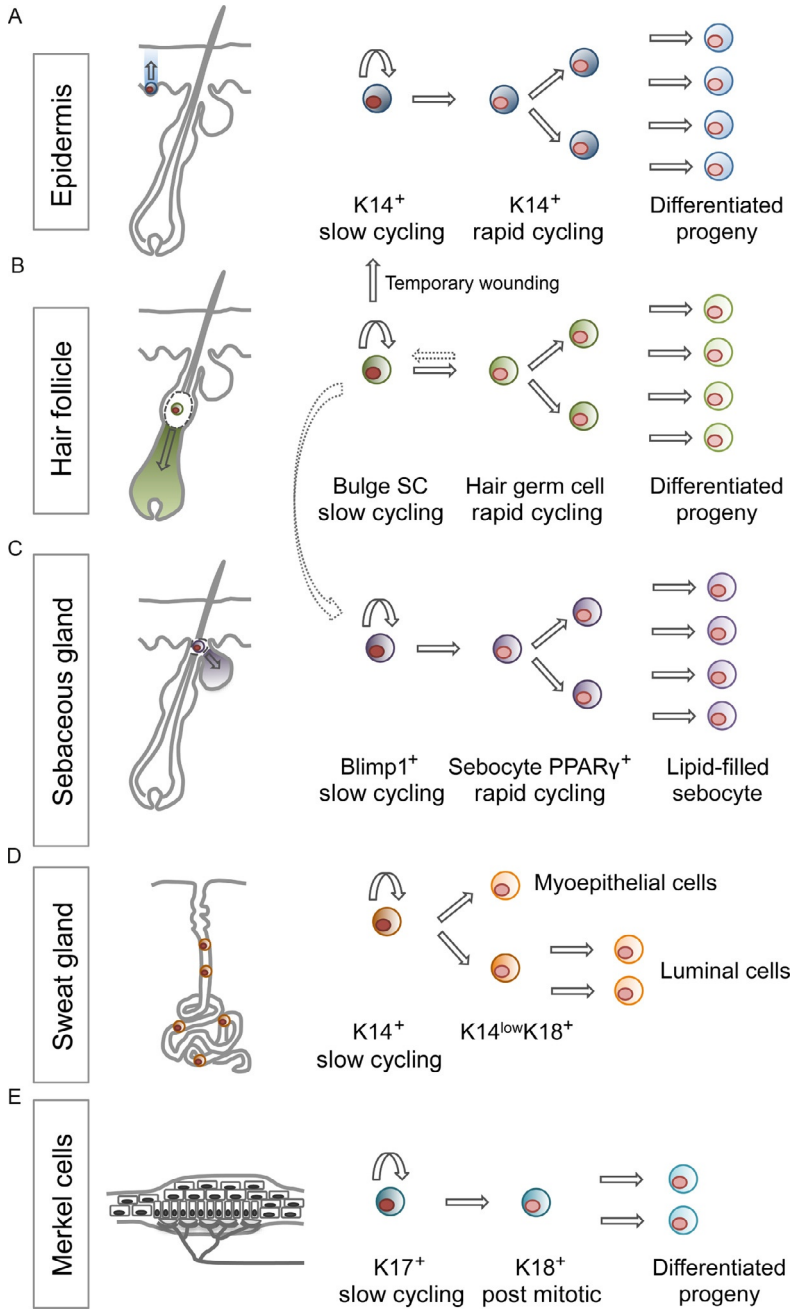 A
Epidermis
K14⁺
slow cycling
K14⁺
rapid cycling
Differentiated
progeny
B
Hair follicle
Temporary wounding
Bulge SC
slow cycling
Hair germ cell
rapid cycling
Differentiated
progeny
C
Sebaceous gland
Blimp1⁺
slow cycling
Sebocyte PPARγ⁺
rapid cycling
Lipid-filled
sebocyte
D
Sweat gland
Myoepithelial cells
Luminal cells
K14⁺
slow cycling
K14ˡᵒʷK18⁺
E
Merkel cells
K17⁺
slow cycling
K18⁺
post mitotic
Differentiated
progeny